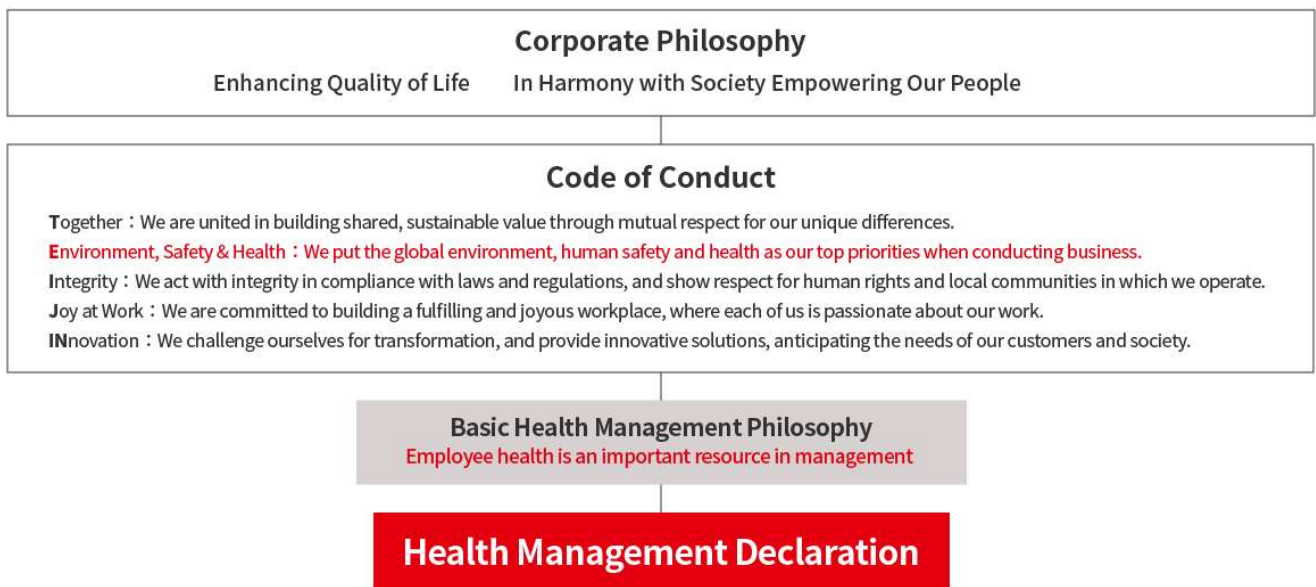 Corporate Philosophy
Enhancing Quality of Life In Harmony with Society Empowering Our People
Code of Conduct
Together：We are united in building shared, sustainable value through mutual respect for our unique differences.
Environment, Safety & Health：We put the global environment, human safety and health as our top priorities when conducting business.
Integrity：We act with integrity in compliance with laws and regulations, and show respect for human rights and local communities in which we operate.
Joy at Work：We are committed to building a fulfilling and joyous workplace, where each of us is passionate about our work.
INnovation：We challenge ourselves for transformation, and provide innovative solutions, anticipating the needs of our customers and society.
Basic Health Management Philosophy
Employee health is an important resource in management
Health Management Declaration